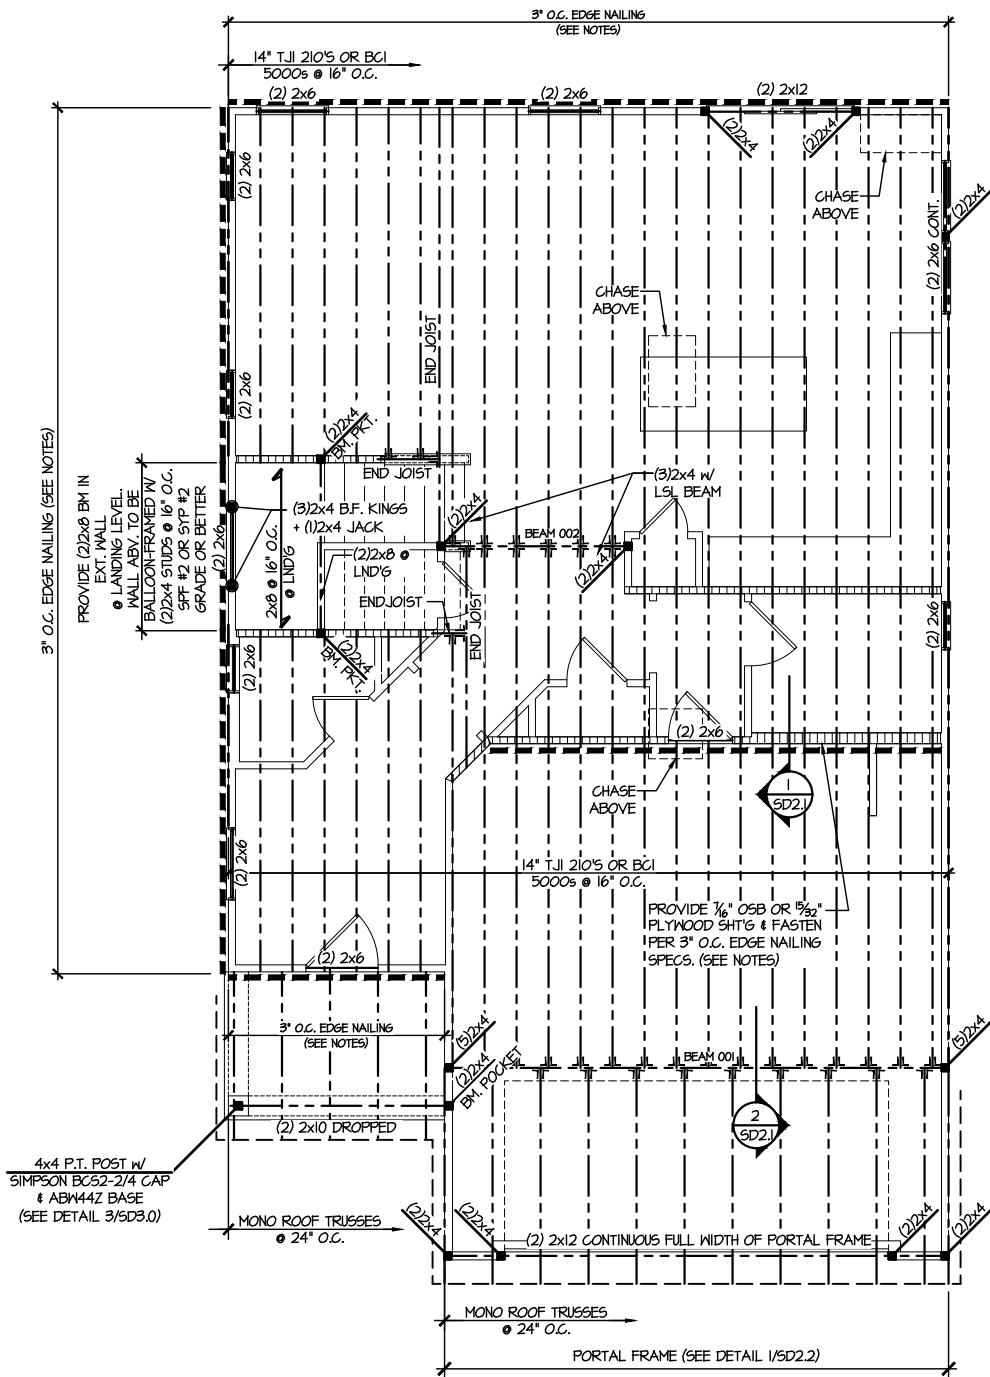 3" O.C. EDGE NAILING
(SEE NOTES)
14" TJI 210'S OR BCI
5000s @ 16" O.C.
(2) 2x6
(2) 2x6
(2) 2x12
(2)2x4
(2)2x4
CHASE
ABOVE
(2) 2x6
(2)2x4
(2) 2x6 CONT.
CHASE
ABOVE
END JOIST
(2) 2x6
3" O.C. EDGE NAILING (SEE NOTES)
PROVIDE (2)2x8 BM IN
EXT. WALL
@ LANDING LEVEL.
WALL ABV. TO BE
BALLOON-FRAMED W/
(2)2x4 STUDS @ 16" O.C.
SPF #2 OR SYP #2
GRADE OR BETTER
(2) 2x6
(2)2x4
BM. PKT.
END JOIST
(3)2x4 W/
LSL BEAM
(3)2x4 B.F. KINGS
+ (1)2x4 JACK
(2)2x4
BEAM 002
(2)2x4
2x8 @ 16" O.C.
@ LND'G
(2)2x8 @
LND'G
ENDJOIST
END JOIST
(2) 2x6
(2)2x4
BM. PKT.
(2) 2x6
(2) 2x6
CHASE
ABOVE
1
SD2.1
(2) 2x6
14" TJI 210'S OR BCI
5000s @ 16" O.C.
PROVIDE 7/16" OSB OR 15/32"
PLYWOOD SHT'G & FASTEN
PER 3" O.C. EDGE NAILING
SPECS. (SEE NOTES)
(2) 2x6
3" O.C. EDGE NAILING
(SEE NOTES)
(5)2x4
(2)2x4
BM. POCKET
BEAM 001
(5)2x4
2
SD2.1
(2) 2x10 DROPPED
4x4 P.T. POST W/
SIMPSON BCS2-2/4 CAP
& ABW44Z BASE
(SEE DETAIL 3/SD3.0)
MONO ROOF TRUSSES
@ 24" O.C.
(2)2x4
(2)2x4
(2)2x4
(2)2x4
(2) 2x12 CONTINUOUS FULL WIDTH OF PORTAL FRAME
MONO ROOF TRUSSES
@ 24" O.C.
PORTAL FRAME (SEE DETAIL 1/SD2.2)